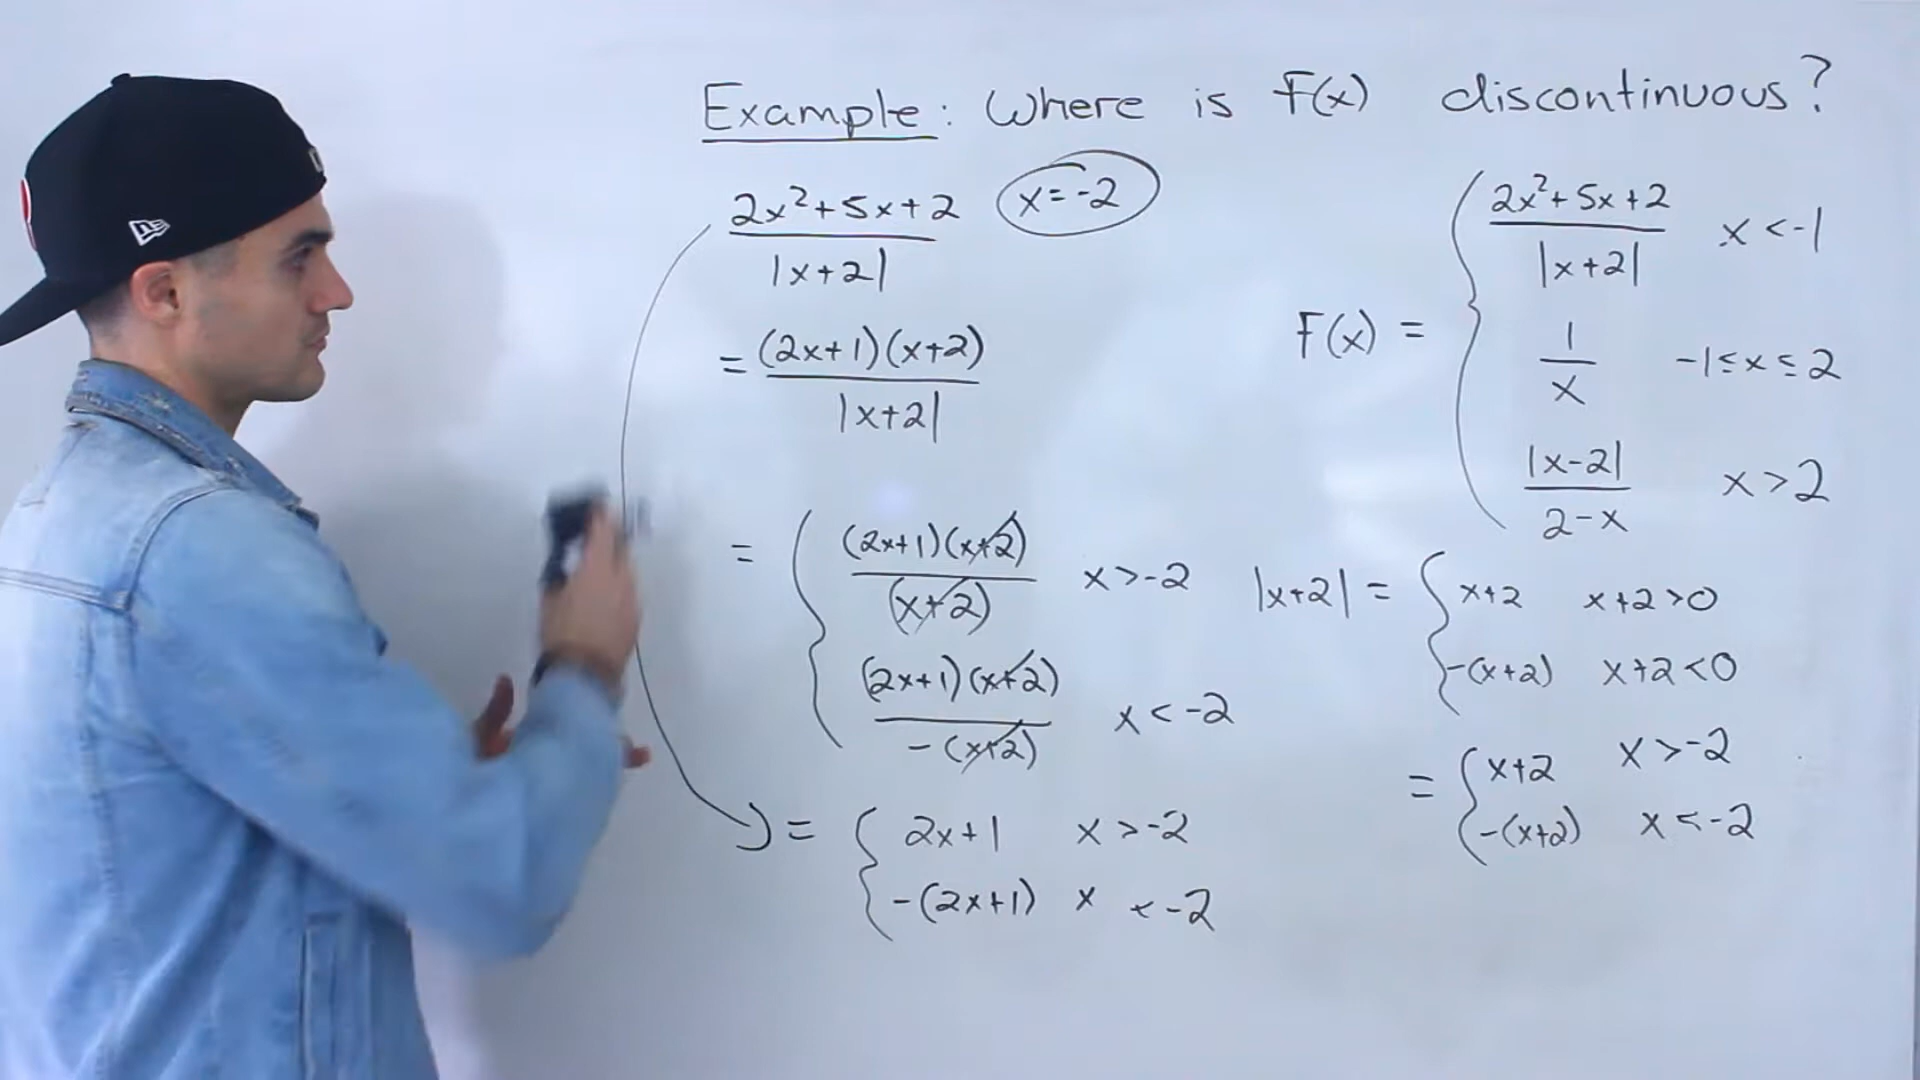 Example: Where is F(x) discontinuous?
2x²+5x+2 / |x+2|
x=-2
= (2x+1)(x+2) / |x+2|
= { (2x+1)(x+2) / (x+2)   x>-2
(2x+1)(x+2) / -(x+2)   x<-2
= { 2x+1   x>-2
-(2x+1)   x < -2
F(x) = { 2x²+5x+2 / |x+2|   x<-1
1/x   -1≤x≤2
|x-2| / 2-x   x>2
|x+2| = { x+2   x+2>0
-(x+2)   x+2<0
= { x+2   x>-2
-(x+2)   x<-2